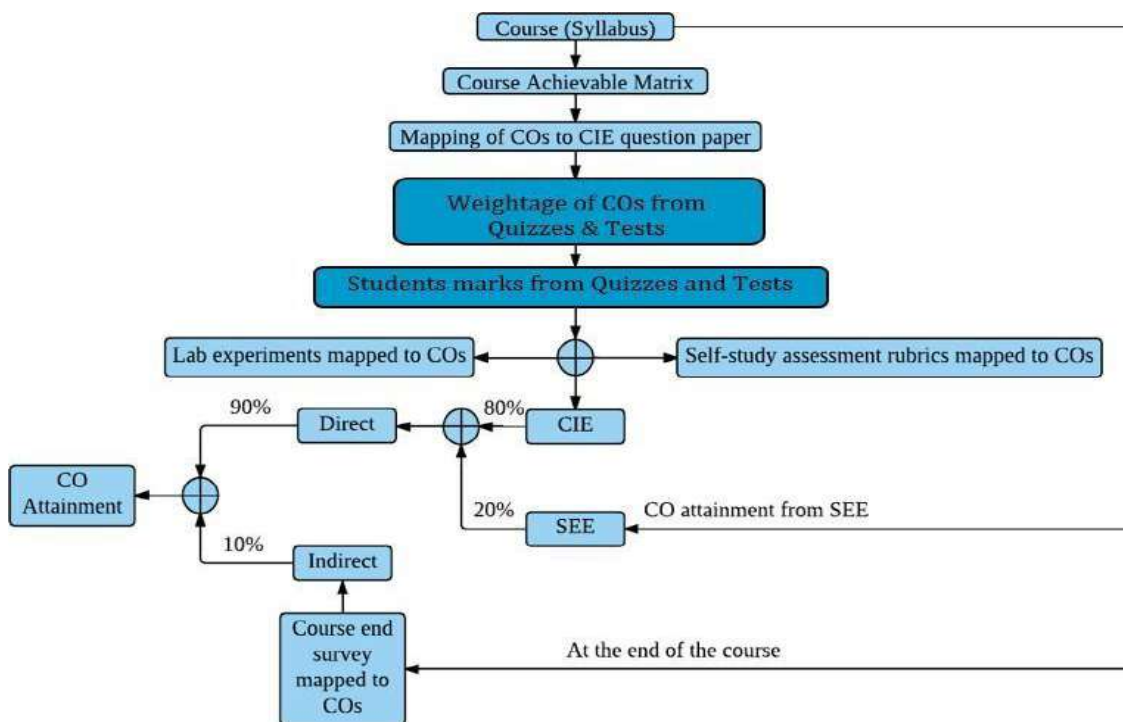 Course (Syllabus)
Course Achievable Matrix
Mapping of COs to CIE question paper
Weightage of COs from
Quizzes & Tests
Students marks from Quizzes and Tests
Lab experiments mapped to COs
Self-study assessment rubrics mapped to COs
90%
Direct
80%
CIE
CO
Attainment
20%
SEE
CO attainment from SEE
10%
Indirect
Course end
survey
mapped to
COs
At the end of the course